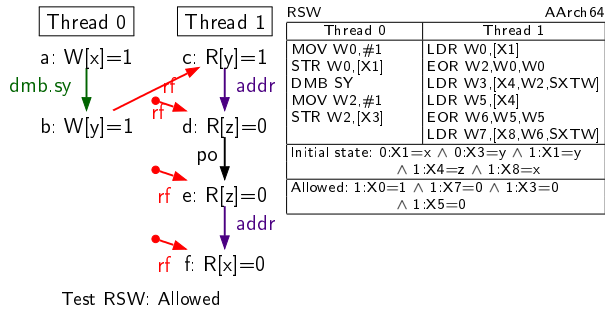 Thread 0 Thread 1
a: W[x]=1 c: R[y]=1
dmb.sy rf addr
rf
b: W[y]=1 d: R[z]=0
po
rf e: R[z]=0
addr
rf f: R[x]=0
Test RSW: Allowed
RSW AArch64
Thread 0 Thread 1
MOV W0,#1 LDR W0,[X1]
STR W0,[X1] EOR W2,W0,W0
DMB SY LDR W3,[X4,W2,SXTW]
MOV W2,#1 LDR W5,[X4]
STR W2,[X3] EOR W6,W5,W5
LDR W7,[X8,W6,SXTW]
Initial state: 0:X1=x ∧ 0:X3=y ∧ 1:X1=y
∧ 1:X4=z ∧ 1:X8=x
Allowed: 1:X0=1 ∧ 1:X7=0 ∧ 1:X3=0
∧ 1:X5=0